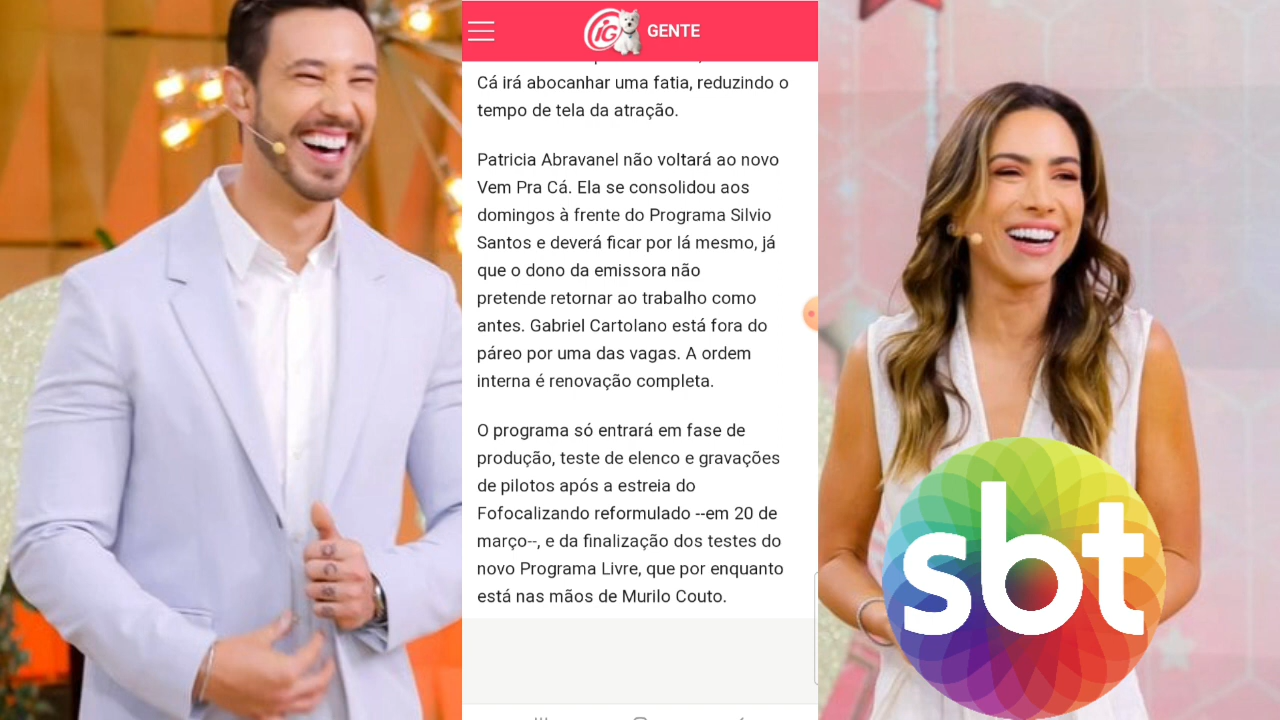 iG GENTE
Cá irá abocanhar uma fatia, reduzindo o
tempo de tela da atração.
Patricia Abravanel não voltará ao novo
Vem Pra Cá. Ela se consolidou aos
domingos à frente do Programa Silvio
Santos e deverá ficar por lá mesmo, já
que o dono da emissora não
pretende retornar ao trabalho como
antes. Gabriel Cartolano está fora do
páreo por uma das vagas. A ordem
interna é renovação completa.
O programa só entrará em fase de
produção, teste de elenco e gravações
de pilotos após a estreia do
Fofocalizando reformulado --em 20 de
março--, e da finalização dos testes do
novo Programa Livre, que por enquanto
está nas mãos de Murilo Couto.
sbt